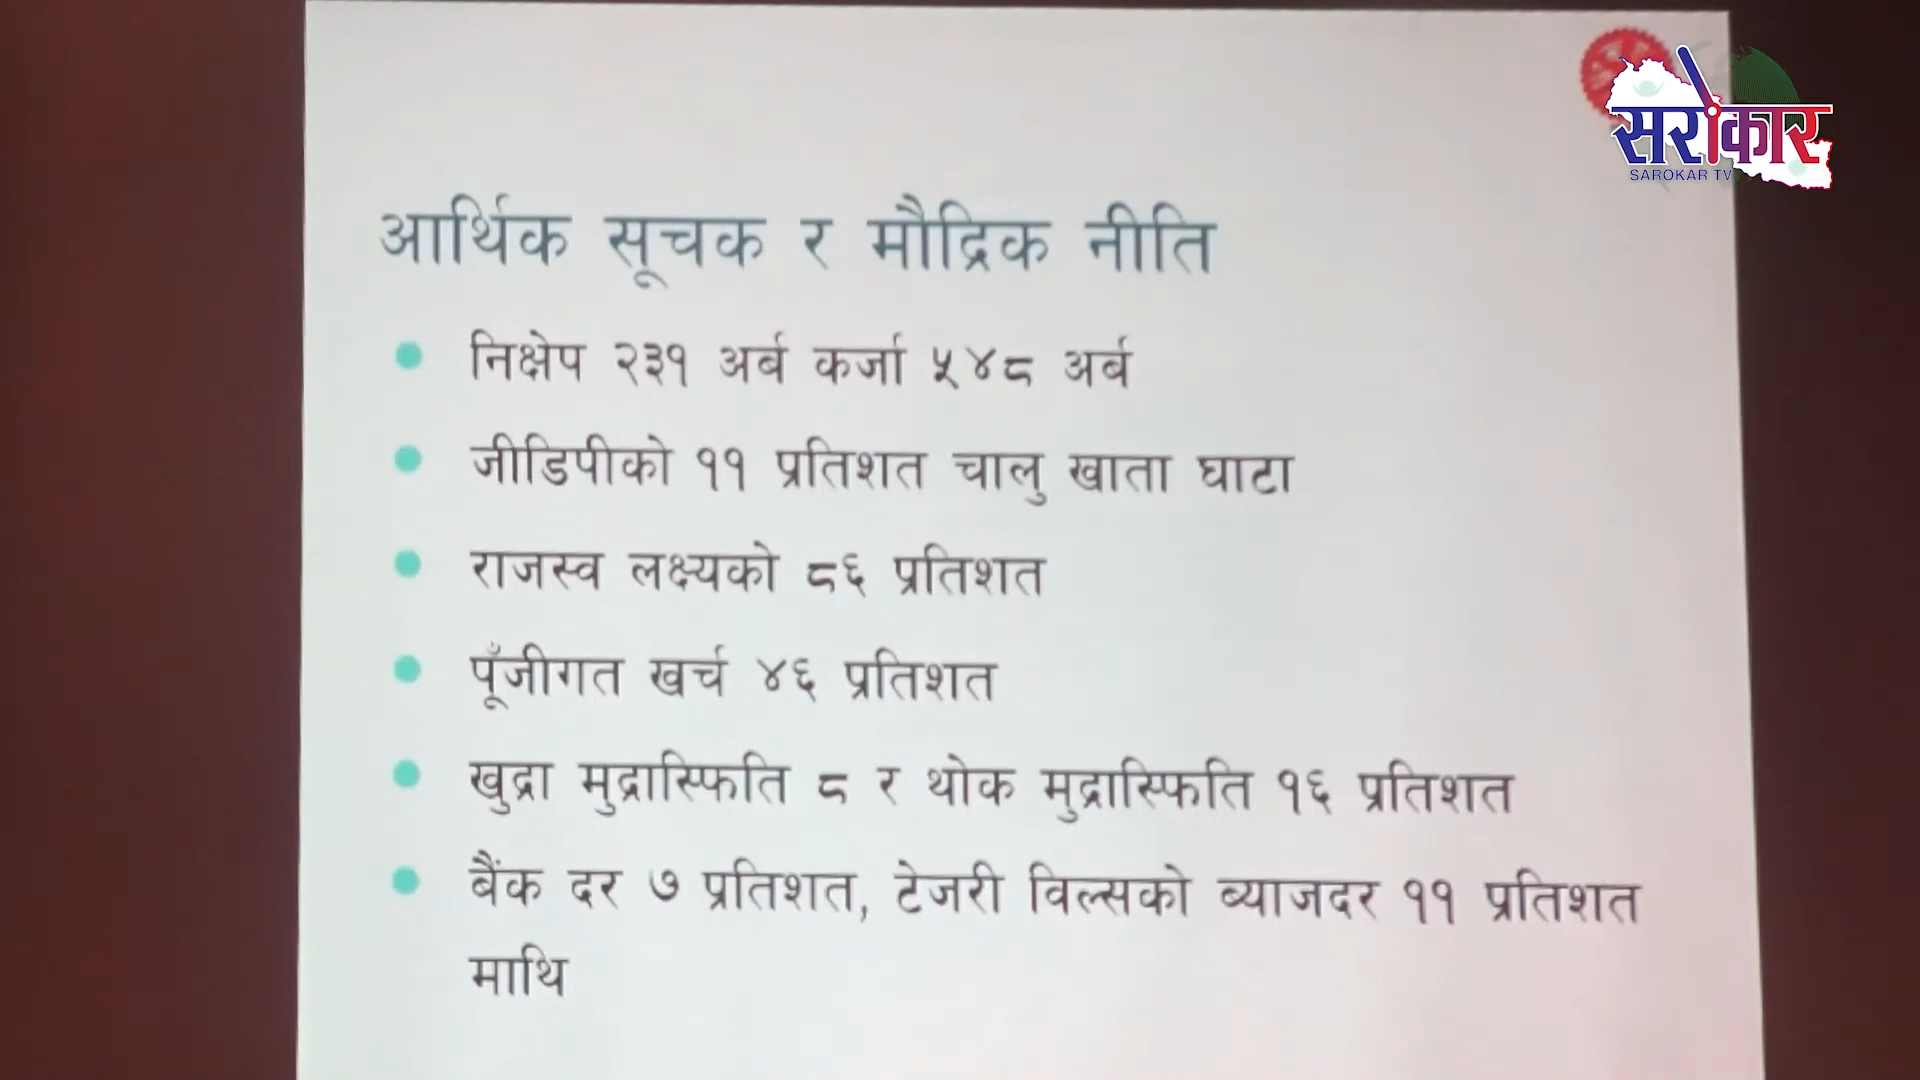 सरोकार
SAROKAR TV
आर्थिक सूचक र मौद्रिक नीति
निक्षेप २३१ अर्ब कर्जा ५४८ अर्ब
जीडिपीको ११ प्रतिशत चालु खाता घाटा
राजस्व लक्ष्यको ८६ प्रतिशत
पूँजीगत खर्च ४६ प्रतिशत
खुद्रा मुद्रास्फिति ८ र थोक मुद्रास्फिति १६ प्रतिशत
बैंक दर ७ प्रतिशत, टेजरी विल्सको व्याजदर ११ प्रतिशत
माथि